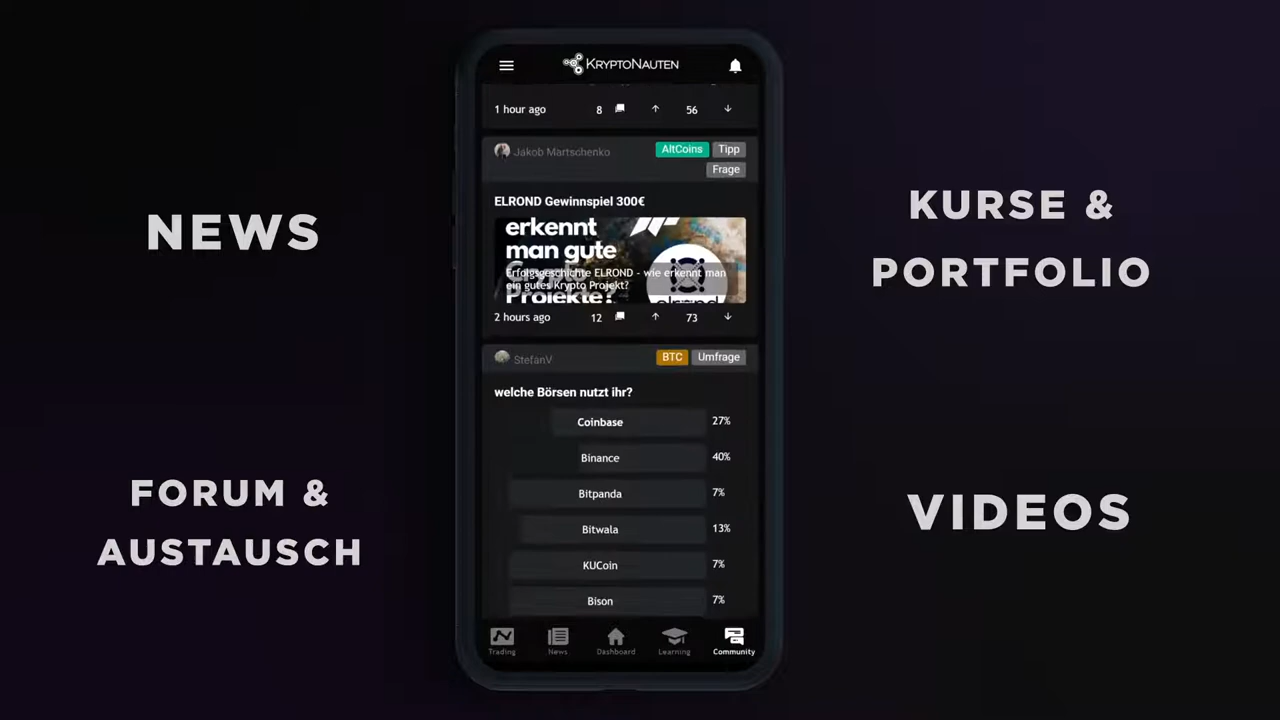 NEWS
FORUM &
AUSTAUSCH
KRYPTONAUTEN
1 hour ago 8 56
Jakob Martschenko AltCoins Tipp
Frage
ELROND Gewinnspiel 300€
erkennt
man gute
Erfolgsgeschichte ELROND - wie erkennt man
ein gutes Krypto Projekt?
Crypto
Projekte?
elrond
2 hours ago 12 73
StefanV BTC Umfrage
welche Börsen nutzt ihr?
Coinbase 27%
Binance 40%
Bitpanda 7%
Bitwala 13%
KUCoin 7%
Bison 7%
Trading News Dashboard Learning Community
KURSE &
PORTFOLIO
VIDEOS